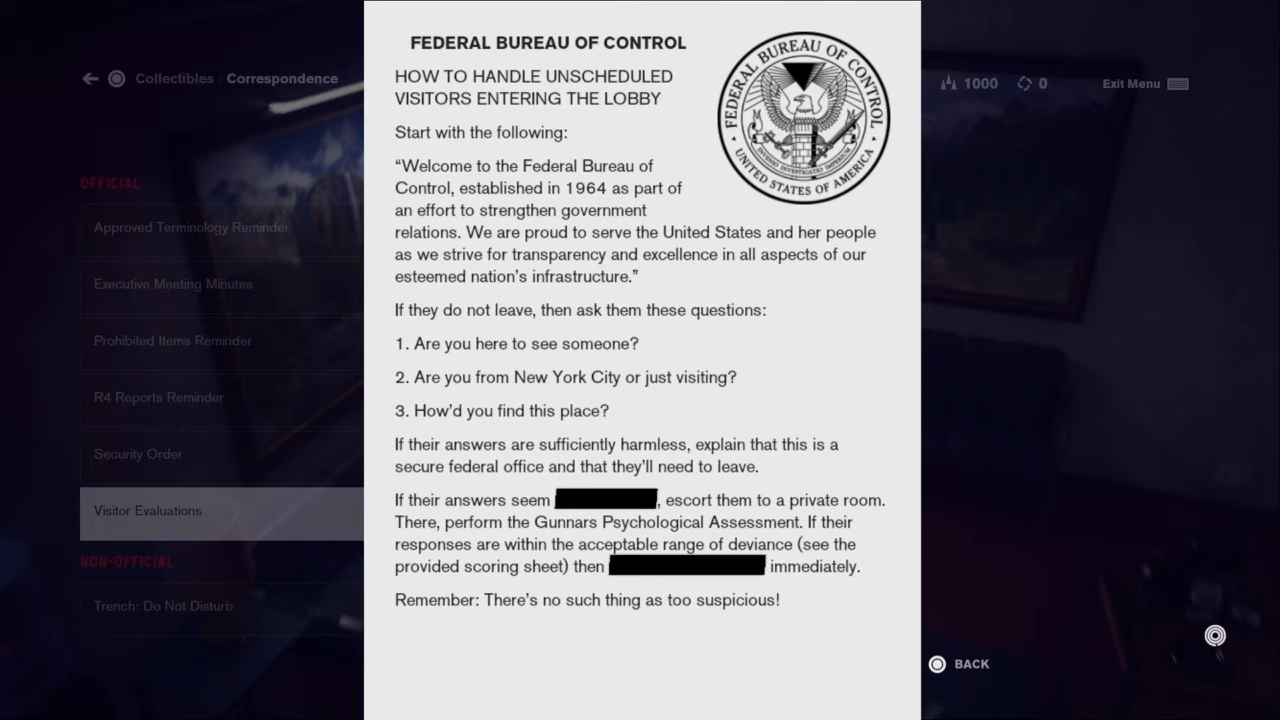 FEDERAL BUREAU OF CONTROL
FEDERAL BUREAU OF CONTROL
UNITED STATES OF AMERICA
HOW TO HANDLE UNSCHEDULED
VISITORS ENTERING THE LOBBY
Start with the following:
“Welcome to the Federal Bureau of
Control, established in 1964 as part of
an effort to strengthen government
relations. We are proud to serve the United States and her people
as we strive for transparency and excellence in all aspects of our
esteemed nation’s infrastructure.”
If they do not leave, then ask them these questions:
1. Are you here to see someone?
2. Are you from New York City or just visiting?
3. How’d you find this place?
If their answers are sufficiently harmless, explain that this is a
secure federal office and that they’ll need to leave.
If their answers seem , escort them to a private room.
There, perform the Gunnars Psychological Assessment. If their
responses are within the acceptable range of deviance (see the
provided scoring sheet) then immediately.
Remember: There’s no such thing as too suspicious!
Collectibles / Correspondence
1000
0
Exit Menu
OFFICIAL
Approved Terminology Reminder
Executive Meeting Minutes
Prohibited Items Reminder
R4 Reports Reminder
Security Order
Visitor Evaluations
NON-OFFICIAL
Trench: Do Not Disturb
BACK